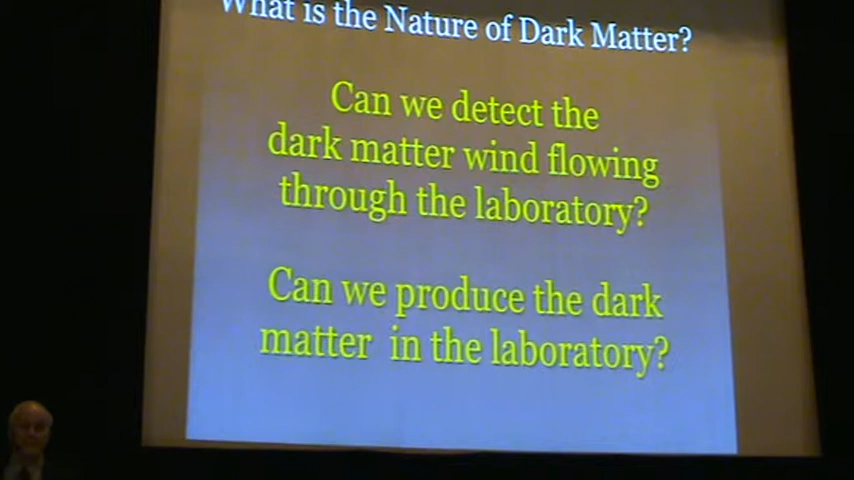 What is the Nature of Dark Matter?
Can we detect the
dark matter wind flowing
through the laboratory?
Can we produce the dark
matter in the laboratory?